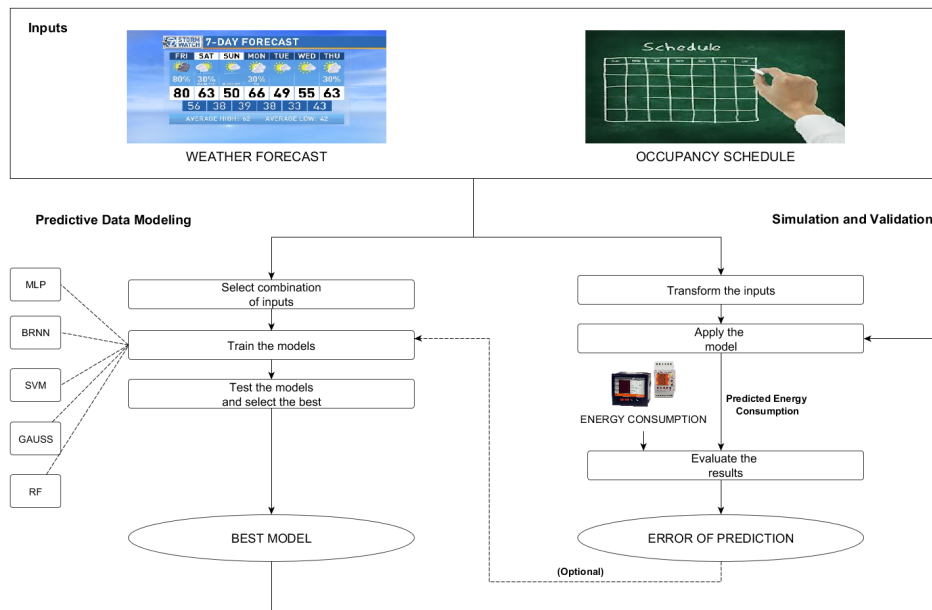 Inputs
STORM WATCH 7-DAY FORECAST
FRI SAT SUN MON TUE WED THU
80% 30% 30% 30%
80 63 50 66 49 55 63
56 38 39 38 33 43
AVERAGE HIGH: 62 AVERAGE LOW: 42
WEATHER FORECAST
Schedule
OCCUPANCY SCHEDULE
Predictive Data Modeling
Simulation and Validation
MLP
BRNN
SVM
GAUSS
RF
Select combination
of inputs
Train the models
Test the models
and select the best
BEST MODEL
Transform the inputs
Apply the
model
ENERGY CONSUMPTION
Predicted Energy
Consumption
Evaluate the
results
ERROR OF PREDICTION
(Optional)